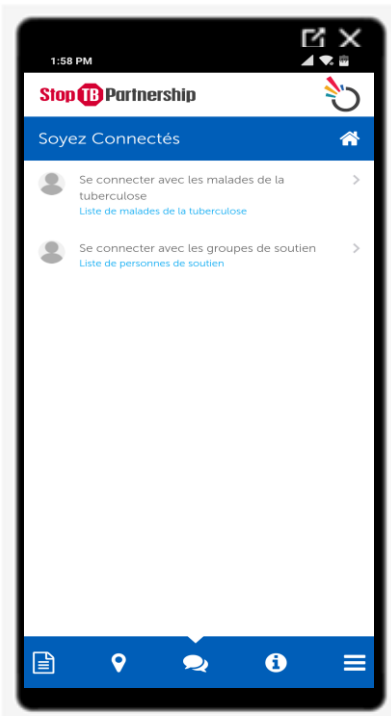 1:58 PM
Stop TB Partnership
Soyez Connectés
Se connecter avec les malades de la
tuberculose
Liste de malades de la tuberculose
Se connecter avec les groupes de soutien
Liste de personnes de soutien